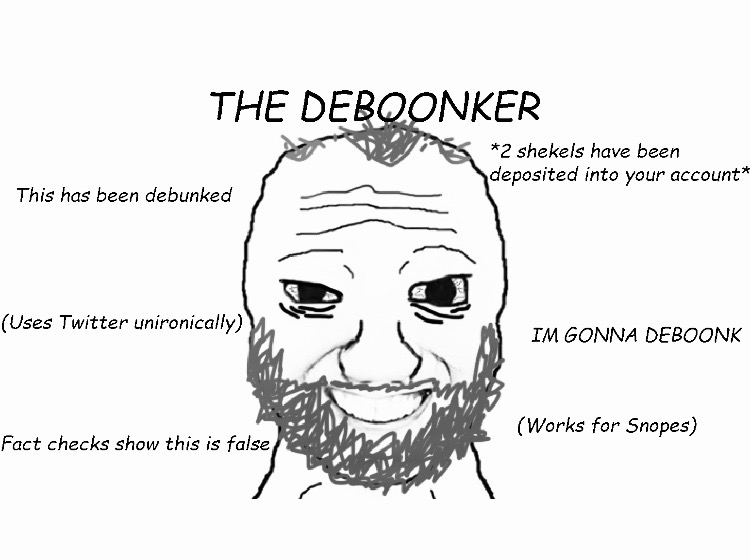 THE DEBOONKER
*2 shekels have been
deposited into your account*
This has been debunked
(Uses Twitter unironically)
IM GONNA DEBOONK
(Works for Snopes)
Fact checks show this is false